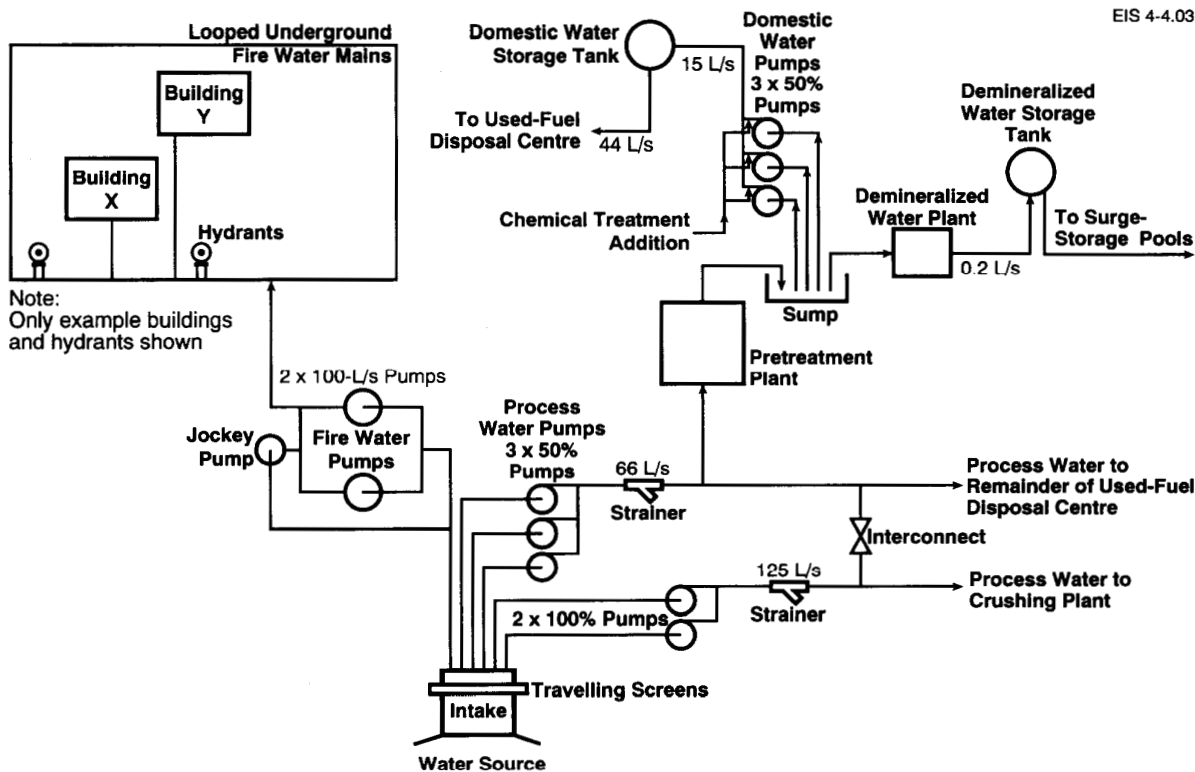 EIS 4-4.03
Looped Underground
Fire Water Mains
Building
Y
Building
X
Hydrants
Note:
Only example buildings
and hydrants shown
Domestic Water
Storage Tank
15 L/s
To Used-Fuel
Disposal Centre
44 L/s
Domestic
Water
Pumps
3 x 50%
Pumps
Chemical Treatment
Addition
Demineralized
Water Storage
Tank
Demineralized
Water Plant
0.2 L/s
To Surge-
Storage Pools
Sump
Pretreatment
Plant
2 x 100-L/s Pumps
Jockey
Pump
Fire Water
Pumps
Process
Water Pumps
3 x 50%
Pumps
66 L/s
Strainer
Process Water to
Remainder of Used-Fuel
Disposal Centre
Interconnect
125 L/s
Strainer
Process Water to
Crushing Plant
2 x 100% Pumps
Travelling Screens
Intake
Water Source